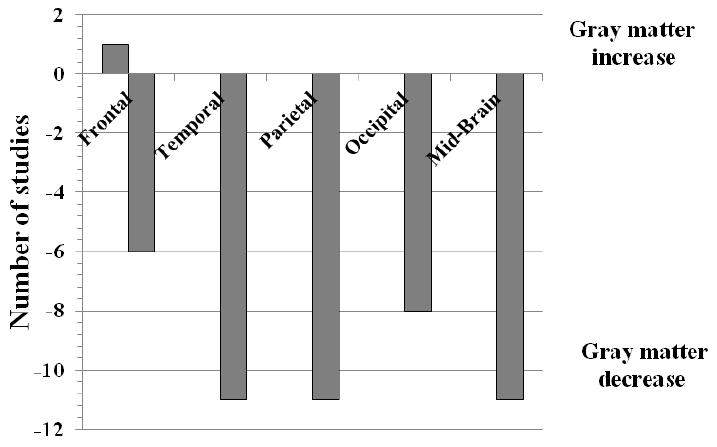 Number of studies
2
0
-2
-4
-6
-8
-10
-12
Frontal
Temporal
Parietal
Occipital
Mid-Brain
Gray matter
increase
Gray matter
decrease